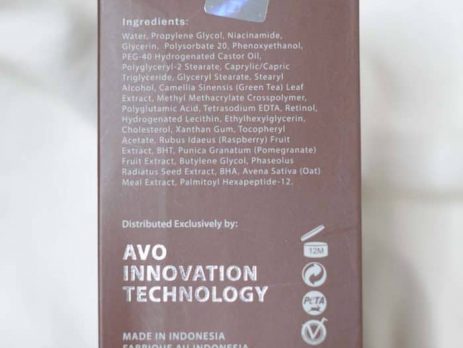 Ingredients:
Water, Propylene Glycol, Niacinamide,
Glycerin, Polysorbate 20, Phenoxyethanol,
PEG-40 Hydrogenated Castor Oil,
Polyglyceryl-2 Stearate, Caprylic/Capric
Triglyceride, Glyceryl Stearate, Stearyl
Alcohol, Camellia Sinensis (Green Tea) Leaf
Extract, Methyl Methacrylate Crosspolymer,
Polyglutamic Acid, Tetrasodium EDTA, Retinol,
Hydrogenated Lecithin, Ethylhexylglycerin,
Cholesterol, Xanthan Gum, Tocopheryl
Acetate, Rubus Idaeus (Raspberry) Fruit
Extract, BHT, Punica Granatum (Pomegranate)
Fruit Extract, Butylene Glycol, Phaseolus
Radiatus Seed Extract, BHA, Avena Sativa (Oat)
Meal Extract, Palmitoyl Hexapeptide-12.
Distributed Exclusively by:
AVO
INNOVATION
TECHNOLOGY
12M
PETA
MADE IN INDONESIA
FABRIQUE AU INDONESIA